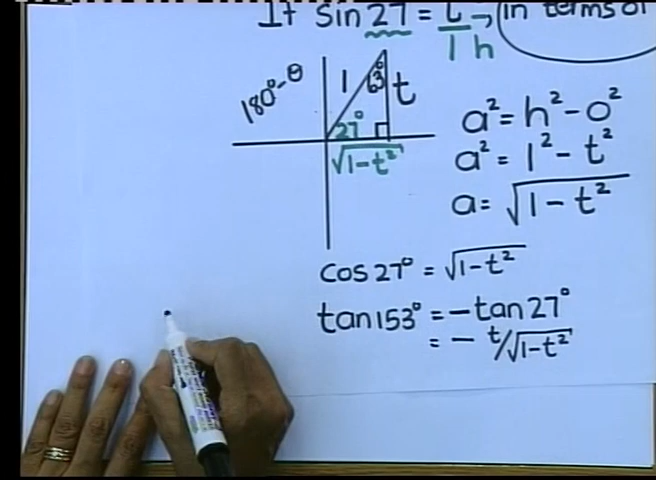 If Sin 27 = t/1 → in terms of
h
180°-θ
1
63°
t
27°
√1-t²
a² = h² - o²
a² = 1² - t²
a = √1 - t²
cos 27° = √1-t²
tan 153° = - tan 27°
= - t/√1-t²